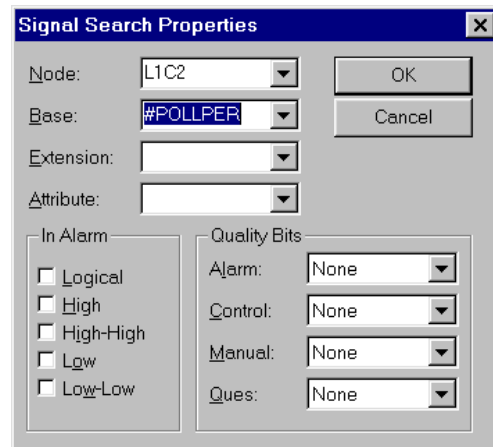 Signal Search Properties
Node: L1C2 OK
Base: #POLLPER Cancel
Extension:
Attribute:
In Alarm
Logical
High
High-High
Low
Low-Low
Quality Bits
Alarm: None
Control: None
Manual: None
Ques: None